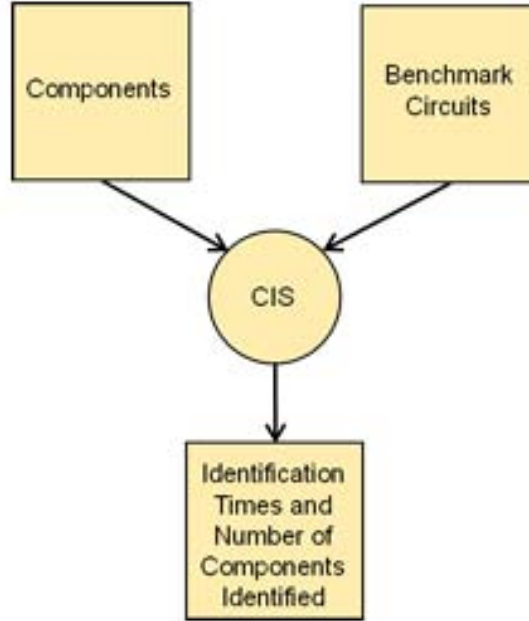 Components
Benchmark
Circuits
CIS
Identification
Times and
Number of
Components
Identified